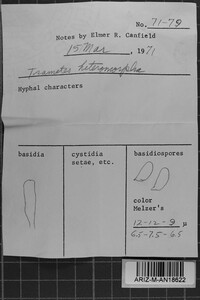 No. 71-79
Notes by Elmer R. Canfield
15 Mar, 1971
Trametes heteromorpha
Hyphal characters
basidia cystidia setae, etc. basidiospores
color
Melzer's
12-12-9 µ
6.5-7.5-6.5
ARIZ-M-AN18622